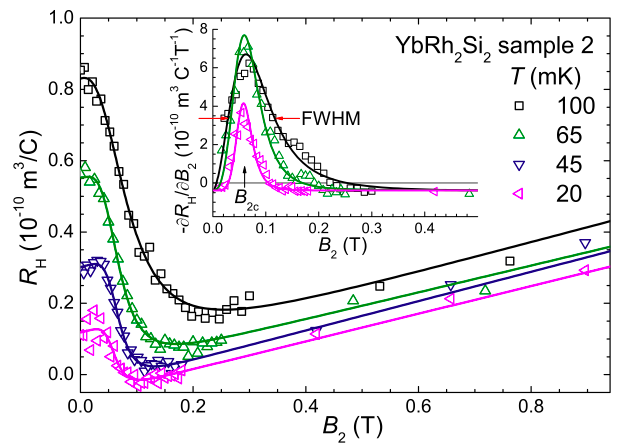 YbRh2Si2 sample 2
T (mK)
100
65
45
20
FWHM
-∂RH/∂B2 (10-10 m3 C-1T-1)
8
6
4
2
0
B2c
0.0 0.1 0.2 0.3 0.4
B2 (T)
RH (10-10 m3/C)
1.0
0.8
0.6
0.4
0.2
0.0
0.0 0.2 0.4 0.6 0.8
B2 (T)